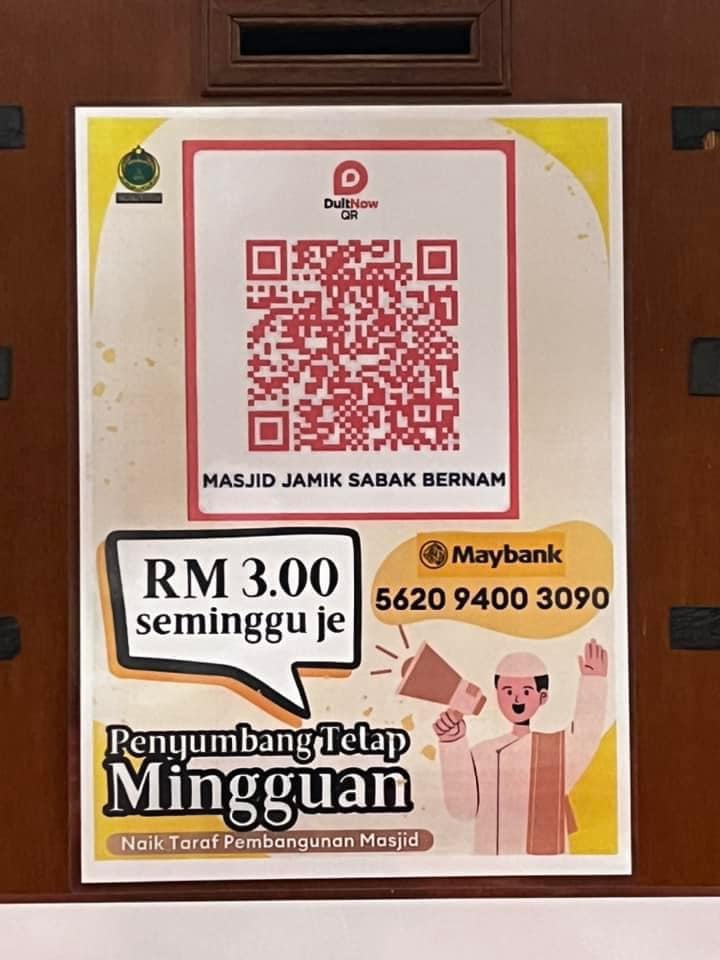 DuitNow
QR
MASJID JAMIK SABAK BERNAM
RM 3.00
seminggu je
Maybank
5620 9400 3090
Penyumbang Tetap
Mingguan
Naik Taraf Pembangunan Masjid